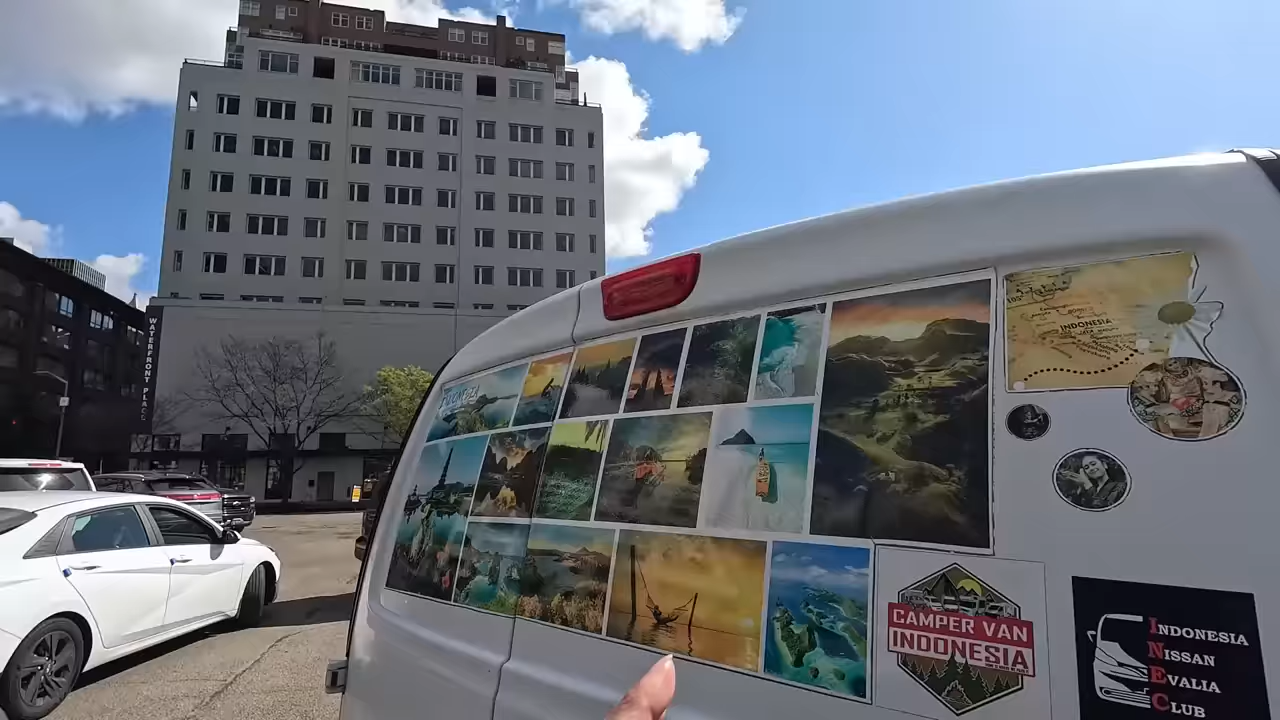 WATERFRONT PLACE
INDONESIA
CAMPER VAN
INDONESIA
INDONESIA
NISSAN
EVALIA
CLUB